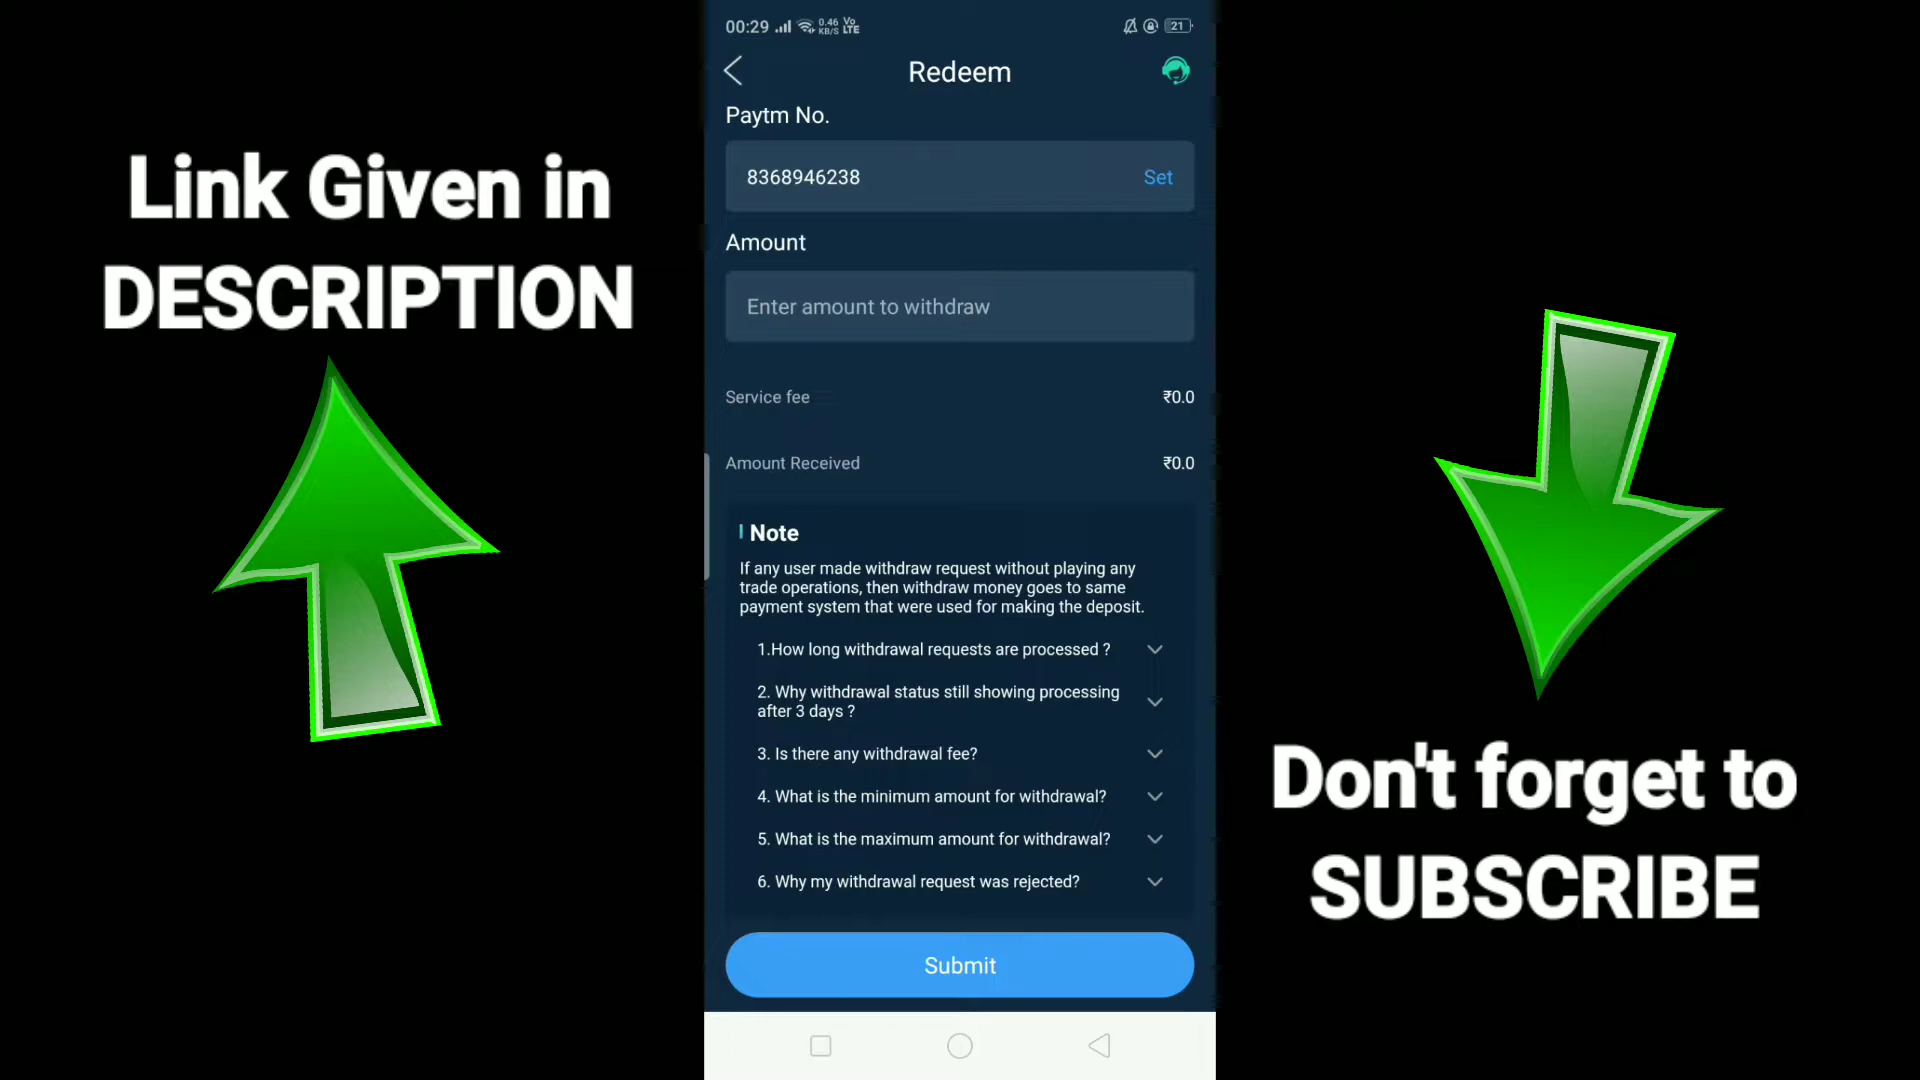 Link Given in
DESCRIPTION
00:29 0.46 KB/S Vo LTE 21
Redeem
Paytm No.
8368946238 Set
Amount
Enter amount to withdraw
Service fee ₹0.0
Amount Received ₹0.0
Note
If any user made withdraw request without playing any
trade operations, then withdraw money goes to same
payment system that were used for making the deposit.
1.How long withdrawal requests are processed ?
2. Why withdrawal status still showing processing
after 3 days ?
3. Is there any withdrawal fee?
4. What is the minimum amount for withdrawal?
5. What is the maximum amount for withdrawal?
6. Why my withdrawal request was rejected?
Submit
Don't forget to
SUBSCRIBE